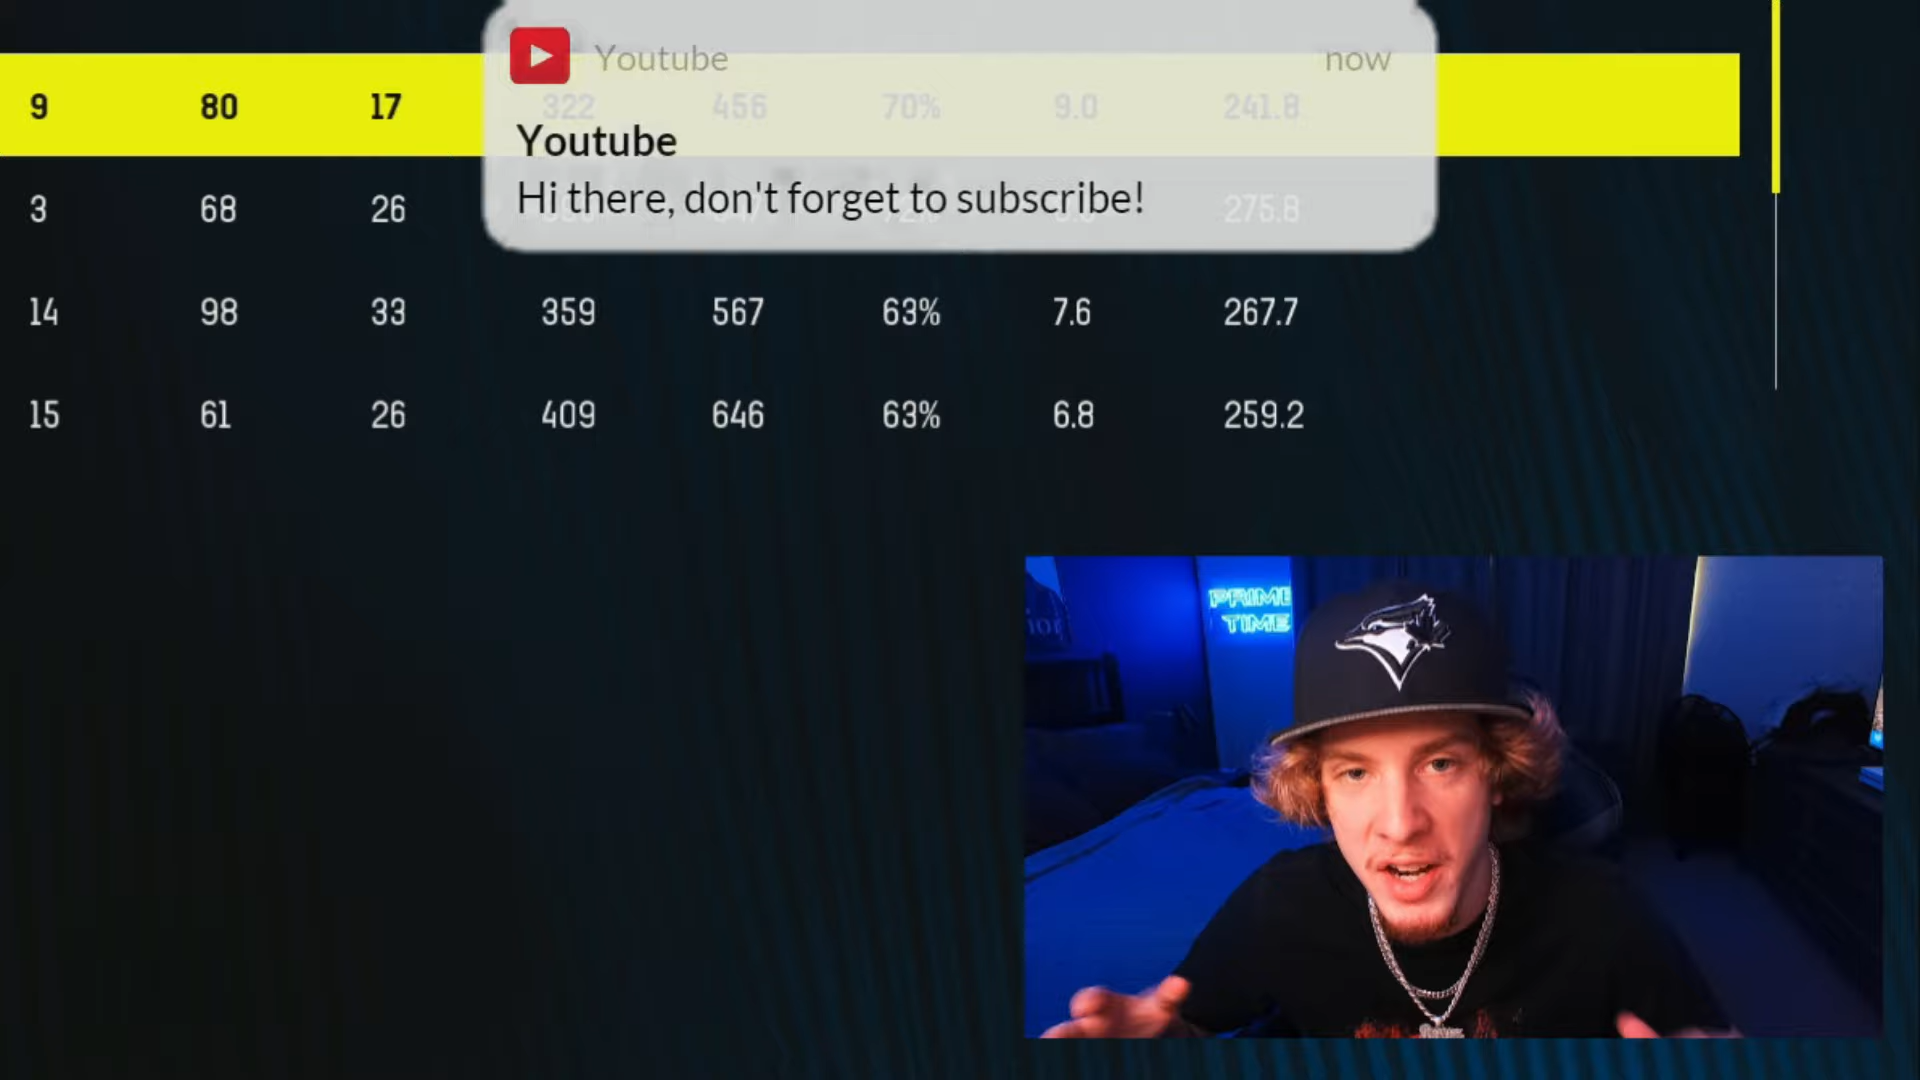 Youtube now
9 80 17 322 456 70% 9.0 241.8
Youtube
Hi there, don't forget to subscribe!
3 68 26 275.8
14 98 33 359 567 63% 7.6 267.7
15 61 26 409 646 63% 6.8 259.2
PRIME
TIME